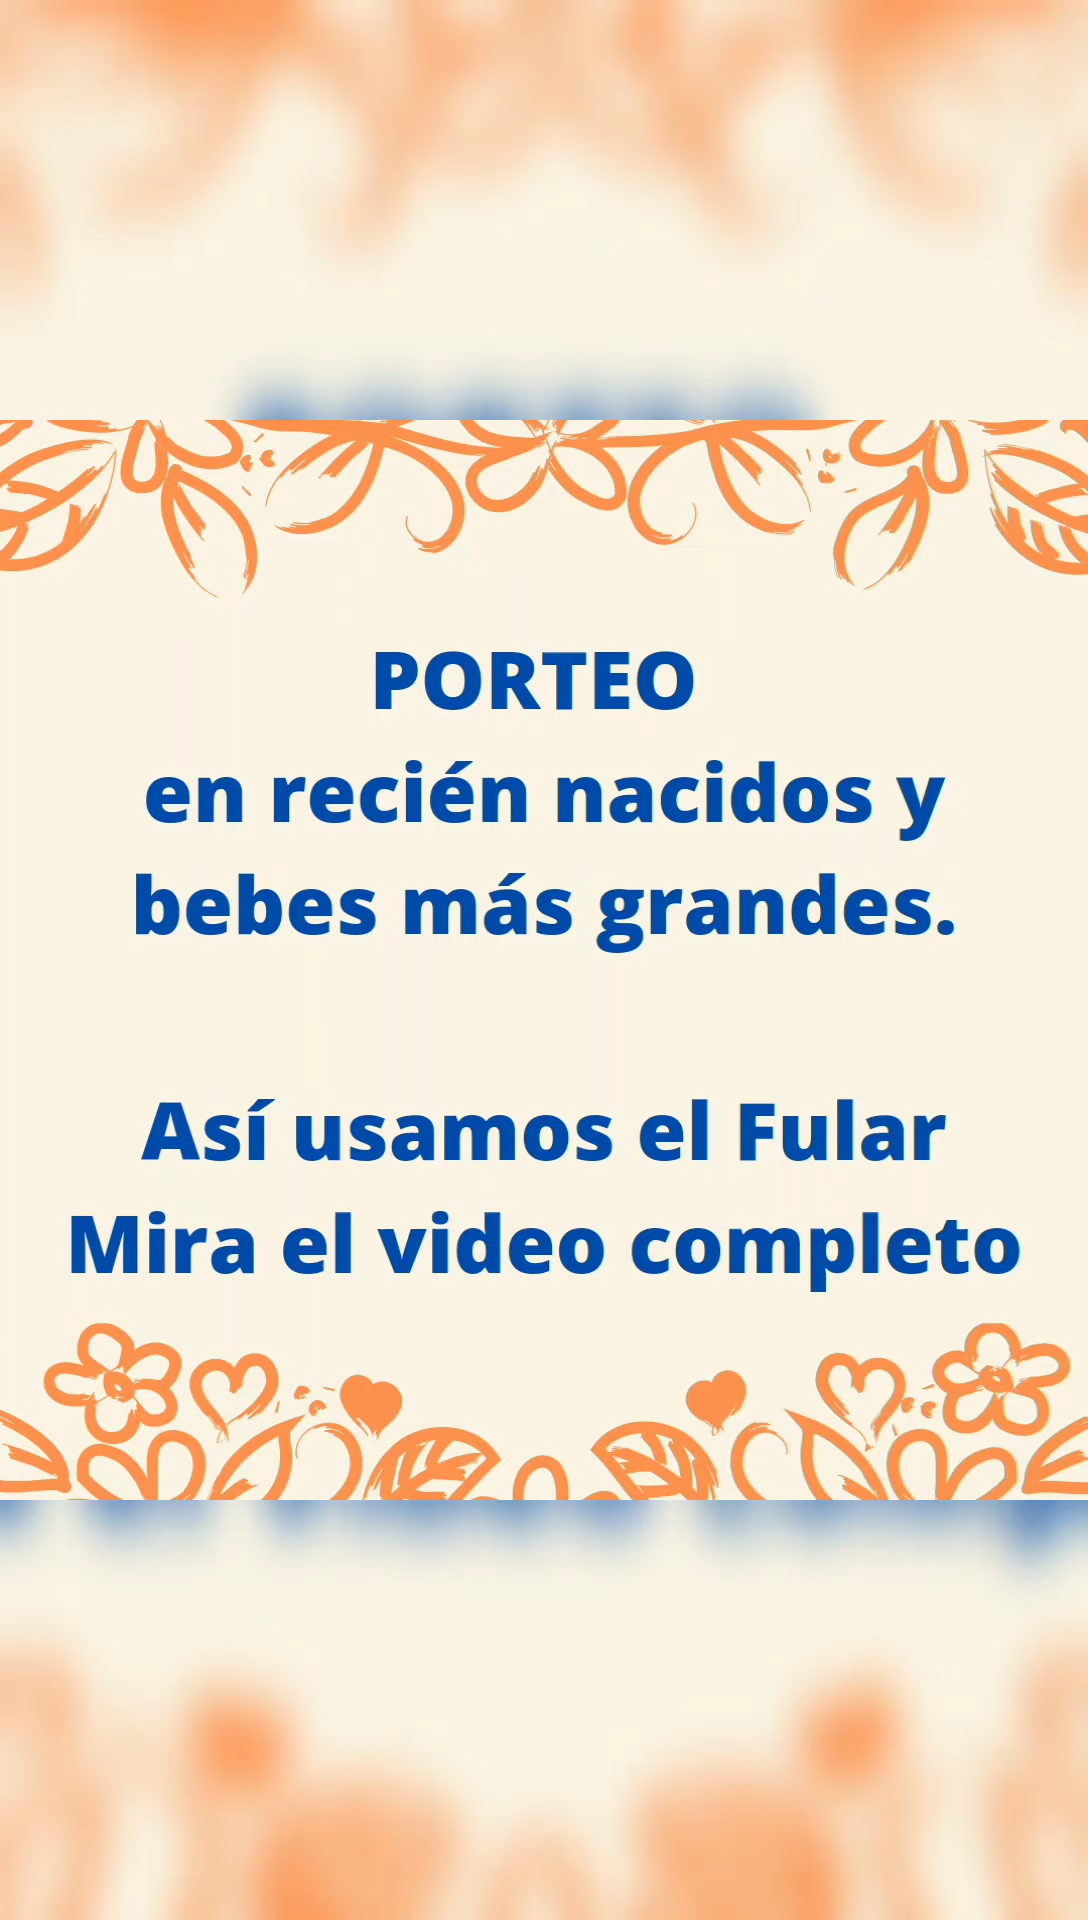 PORTEO
en recién nacidos y
bebes más grandes.
Así usamos el Fular
Mira el video completo